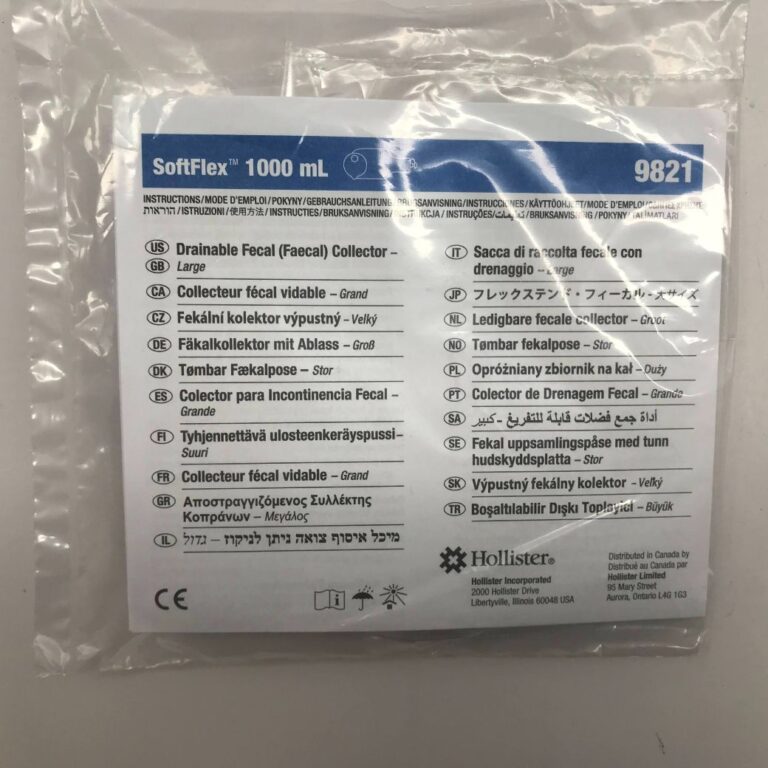 SoftFlex™ 1000 mL
9821
INSTRUCTIONS/MODE D'EMPLOI/POKYNY/GEBRAUCHSANLEITUNG/BRUGSANVISNING/INSTRUCCIONES/KÄYTTÖOHJEET/MODE D'EMPLOI/
הוראות/ISTRUZIONI/使用方法/INSTRUCTIES/BRUKSANVISNING/INSTRUKCJA/INSTRUÇÕES/تعليمات/BRUKSANVISNING/POKYNY/TALİMATLARI
US Drainable Fecal (Faecal) Collector –
GB Large
CA Collecteur fécal vidable – Grand
CZ Fekální kolektor výpustný – Velký
DE Fäkalkollektor mit Ablass – Groß
DK Tømbar Fækalpose – Stor
ES Colector para Incontinencia Fecal –
Grande
FI Tyhjennettävä ulosteenkeräyspussi–
Suuri
FR Collecteur fécal vidable – Grand
GR Αποστραγγιζόμενος Συλλέκτης
Κοπράνων – Μεγάλος
IL מיכל איסוף צואה ניתן לניקוז – גדול
IT Sacca di raccolta fecale con
drenaggio – Large
JP フレックステンド・フィーカル - 大サイズ
NL Ledigbare fecale collector – Groot
NO Tømbar fekalpose – Stor
PL Opróżniany zbiornik na kał – Duży
PT Colector de Drenagem Fecal – Grande
SA أداة جمع فضلات قابلة للتفريغ - كبير
SE Fekal uppsamlingspåse med tunn
hudskyddsplatta – Stor
SK Výpustný fekálny kolektor – Veľký
TR Boşaltılabilir Dışkı Toplayici – Büyük
CE
Hollister®
Hollister Incorporated
2000 Hollister Drive
Libertyville, Illinois 60048 USA
Distributed in Canada by
Distribué au Canada par
Hollister Limited
95 Mary Street
Aurora, Ontario L4G 1G3